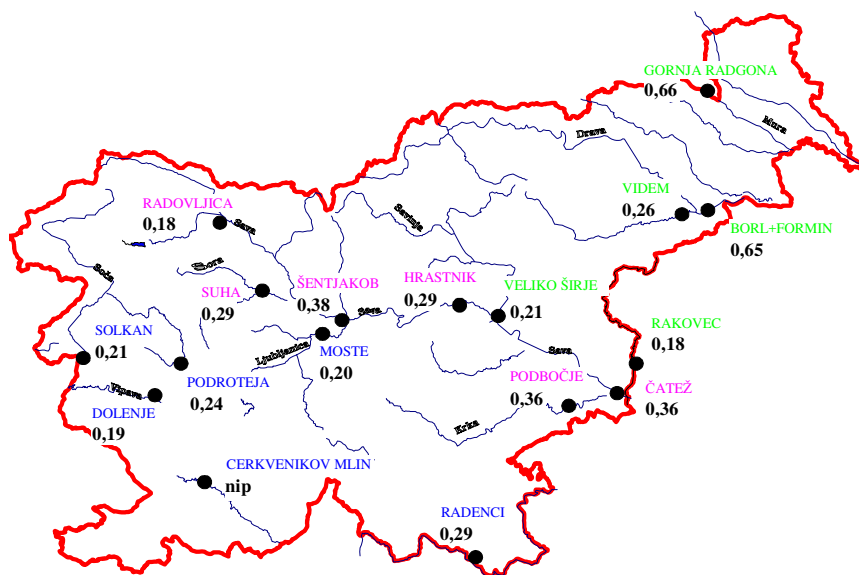 GORNJA RADGONA
0,66
Mura
Drava
VIDEM
0,26
BORL+FORMIN
0,65
RADOVLJICA
0,18
Sava
Savinja
Soča
Sora
SUHA
0,29
ŠENTJAKOB
0,38
Sava
HRASTNIK
0,29
VELIKO ŠIRJE
0,21
SOLKAN
0,21
Ljubljanica
MOSTE
0,20
Sava
RAKOVEC
0,18
PODROTEJA
0,24
Vipava
DOLENJE
0,19
PODBOČJE
0,36
ČATEŽ
0,36
Krka
CERKVENIKOV MLIN
nip
RADENCI
0,29